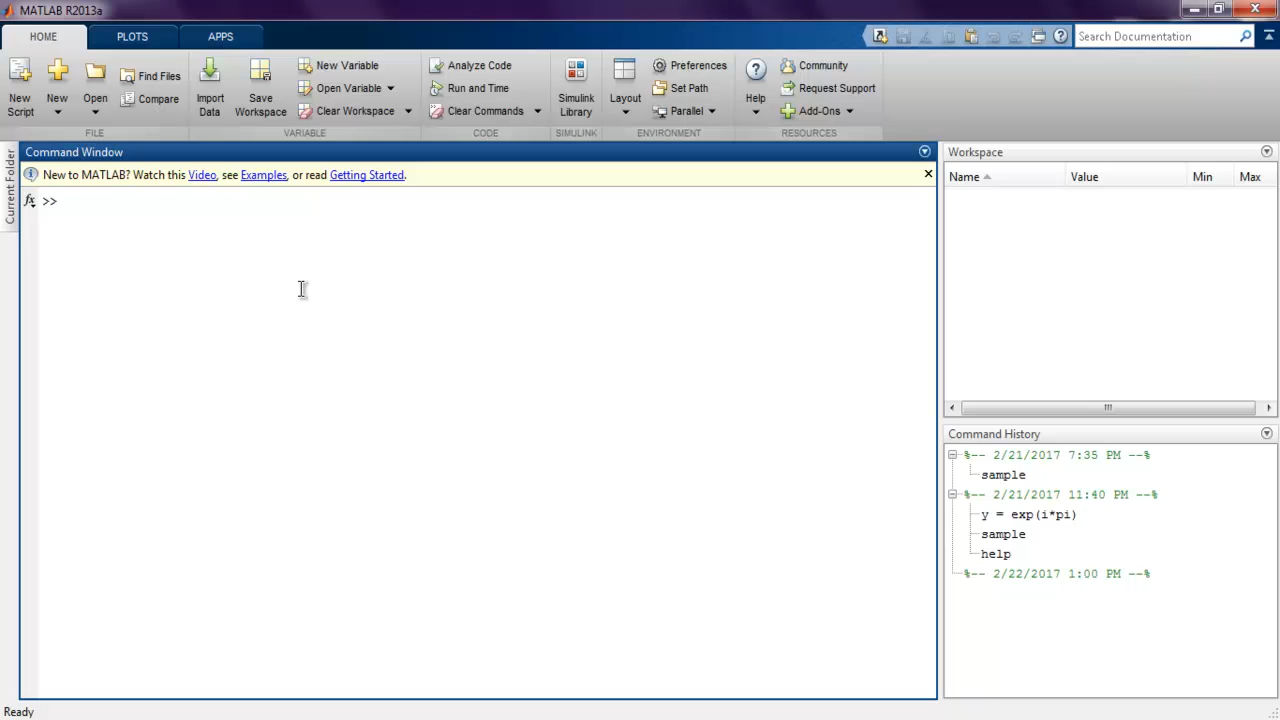 MATLAB R2013a
HOME PLOTS APPS
Search Documentation
New Script
New
Open
Find Files
Compare
FILE
Import Data
Save Workspace
New Variable
Open Variable
Clear Workspace
VARIABLE
Analyze Code
Run and Time
Clear Commands
CODE
Simulink Library
SIMULINK
Layout
Preferences
Set Path
Parallel
ENVIRONMENT
Help
Community
Request Support
Add-Ons
RESOURCES
Current Folder
Command Window
New to MATLAB? Watch this Video, see Examples, or read Getting Started.
fx >>
Workspace
Name Value Min Max
Command History
%-- 2/21/2017 7:35 PM --%
sample
%-- 2/21/2017 11:40 PM --%
y = exp(i*pi)
sample
help
%-- 2/22/2017 1:00 PM --%
Ready